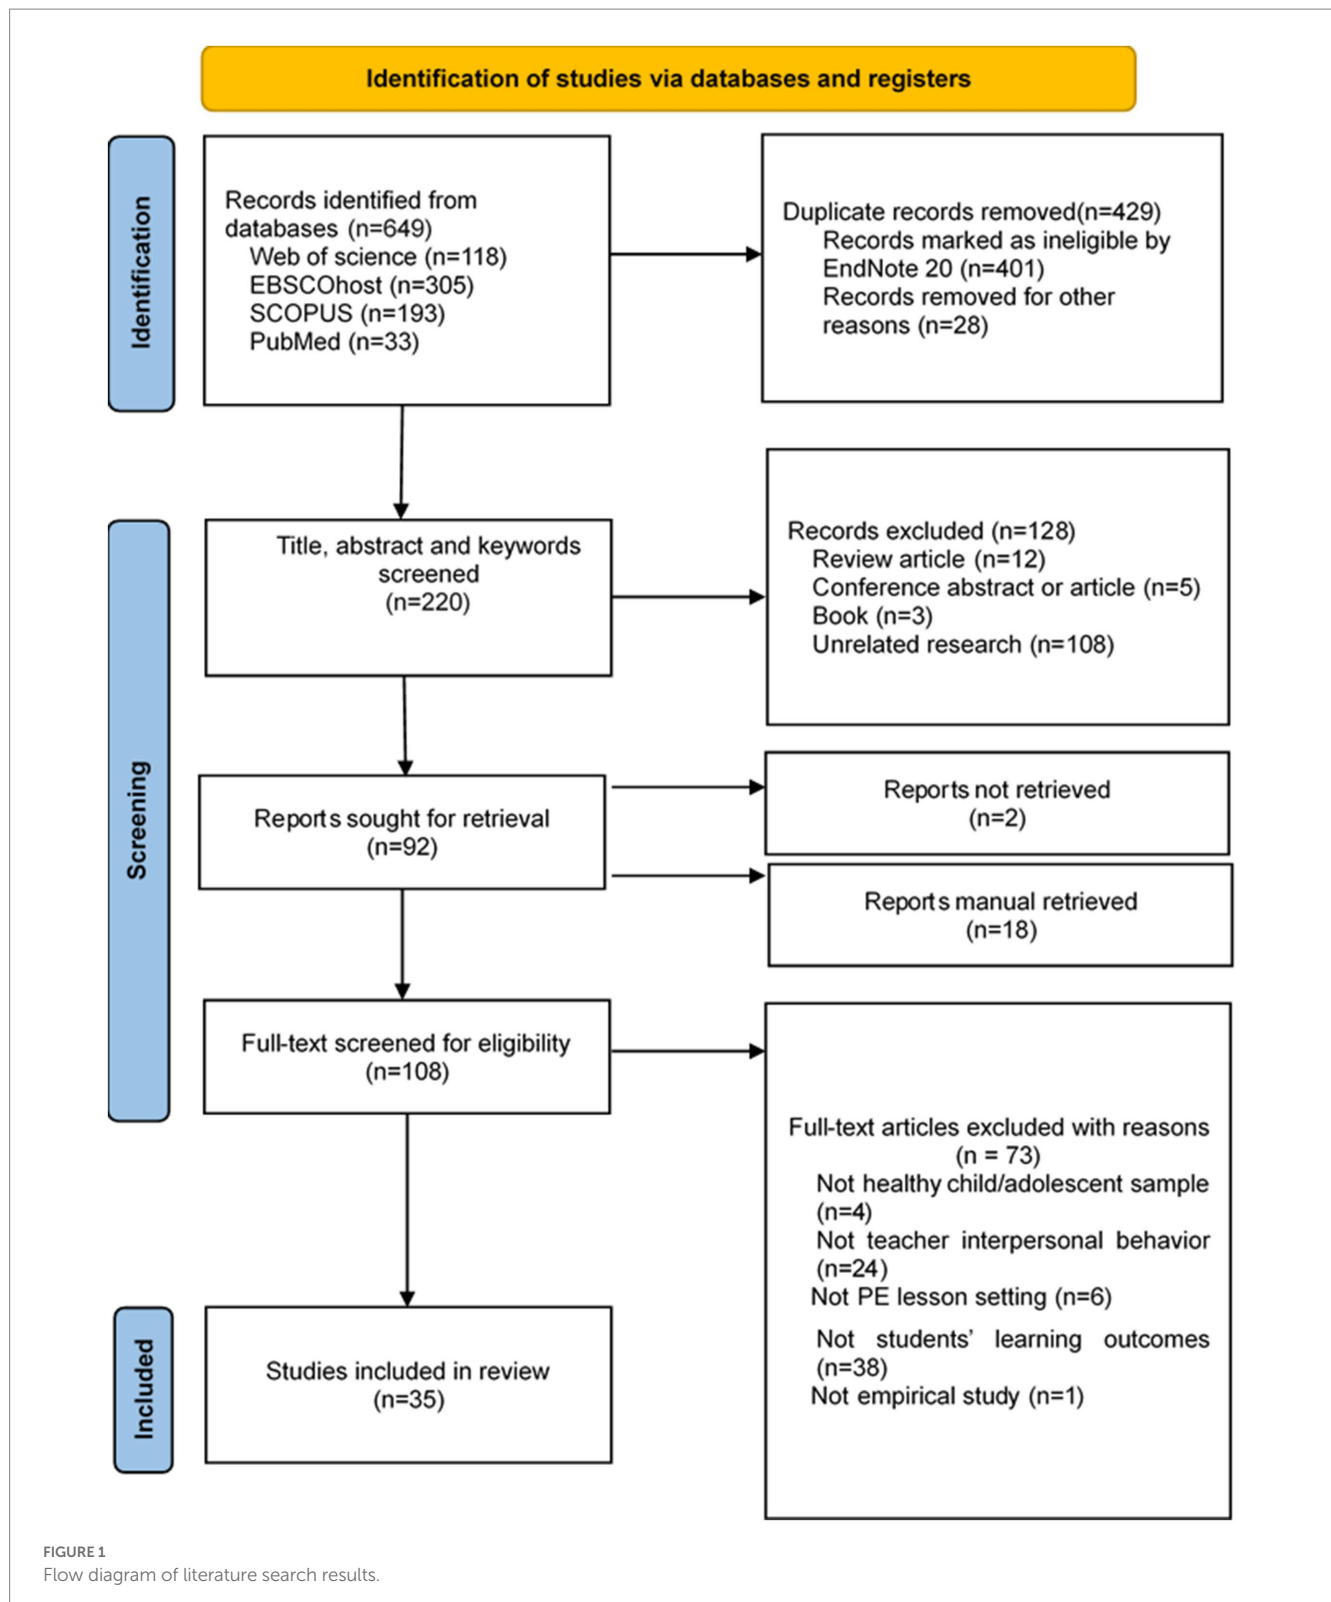 Identification of studies via databases and registers
Identification
Records identified from
databases (n=649)
Web of science (n=118)
EBSCOhost (n=305)
SCOPUS (n=193)
PubMed (n=33)
Duplicate records removed(n=429)
Records marked as ineligible by
EndNote 20 (n=401)
Records removed for other
reasons (n=28)
Screening
Title, abstract and keywords
screened
(n=220)
Records excluded (n=128)
Review article (n=12)
Conference abstract or article (n=5)
Book (n=3)
Unrelated research (n=108)
Reports sought for retrieval
(n=92)
Reports not retrieved
(n=2)
Reports manual retrieved
(n=18)
Full-text screened for eligibility
(n=108)
Full-text articles excluded with reasons
(n = 73)
Not healthy child/adolescent sample
(n=4)
Not teacher interpersonal behavior
(n=24)
Not PE lesson setting (n=6)
Not students’ learning outcomes
(n=38)
Not empirical study (n=1)
Included
Studies included in review
(n=35)
FIGURE 1
Flow diagram of literature search results.